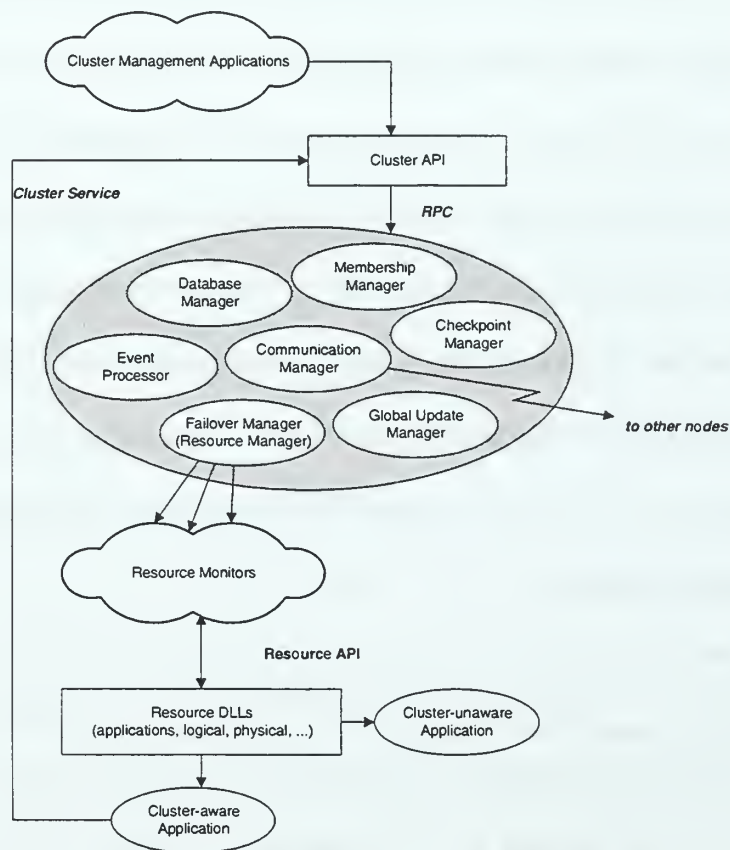 Cluster Management Applications
Cluster API
Cluster Service
RPC
Membership
Manager
Database
Manager
Checkpoint
Manager
Event
Processor
Communication
Manager
Failover Manager
(Resource Manager)
Global Update
Manager
to other nodes
Resource Monitors
Resource API
Resource DLLs
(applications, logical, physical, ...)
Cluster-unaware
Application
Cluster-aware
Application